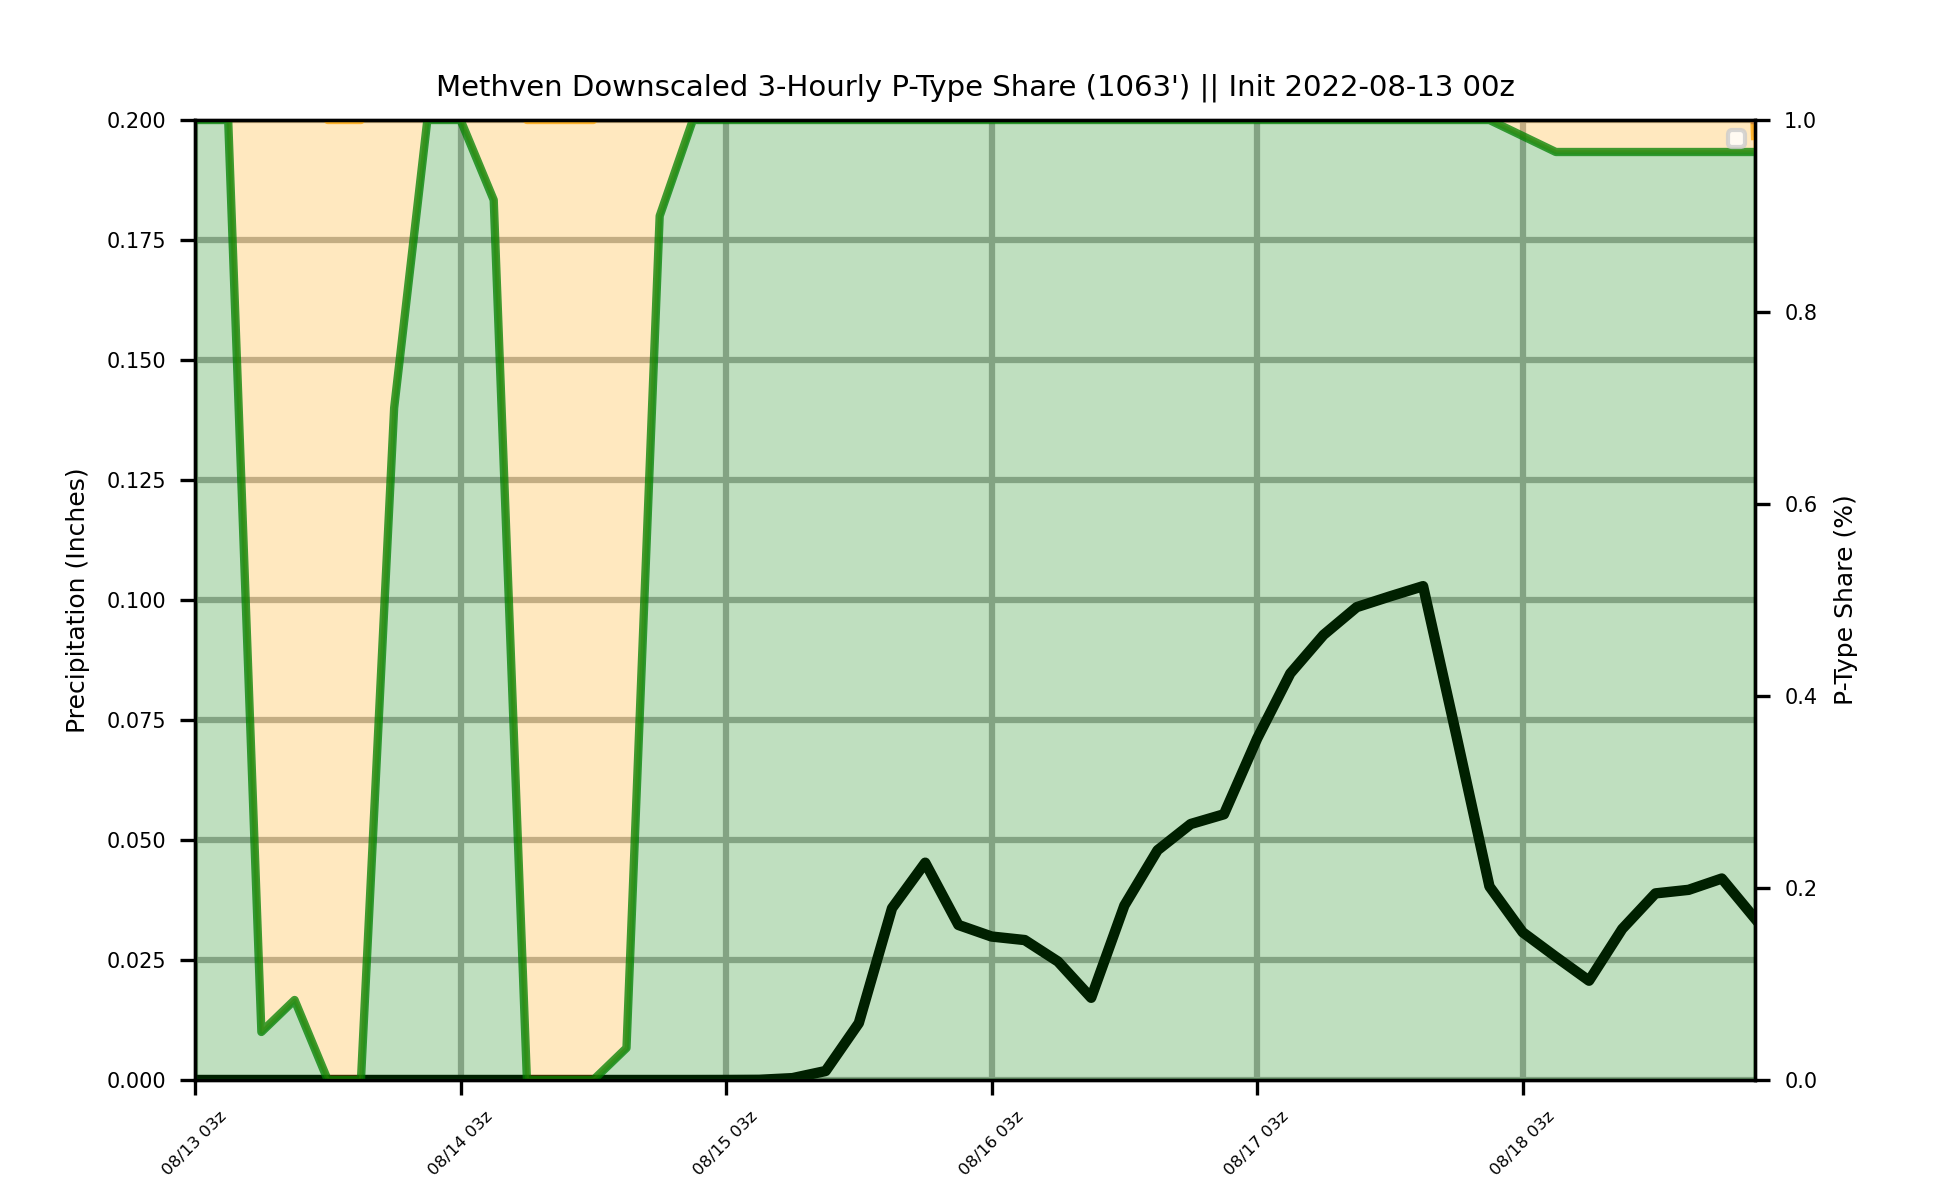 Methven Downscaled 3-Hourly P-Type Share (1063') || Init 2022-08-13 00z
Precipitation (Inches)
0.200
0.175
0.150
0.125
0.100
0.075
0.050
0.025
0.000
1.0
0.8
0.6
0.4
0.2
0.0
P-Type Share (%)
08/13 03z
08/14 03z
08/15 03z
08/16 03z
08/17 03z
08/18 03z